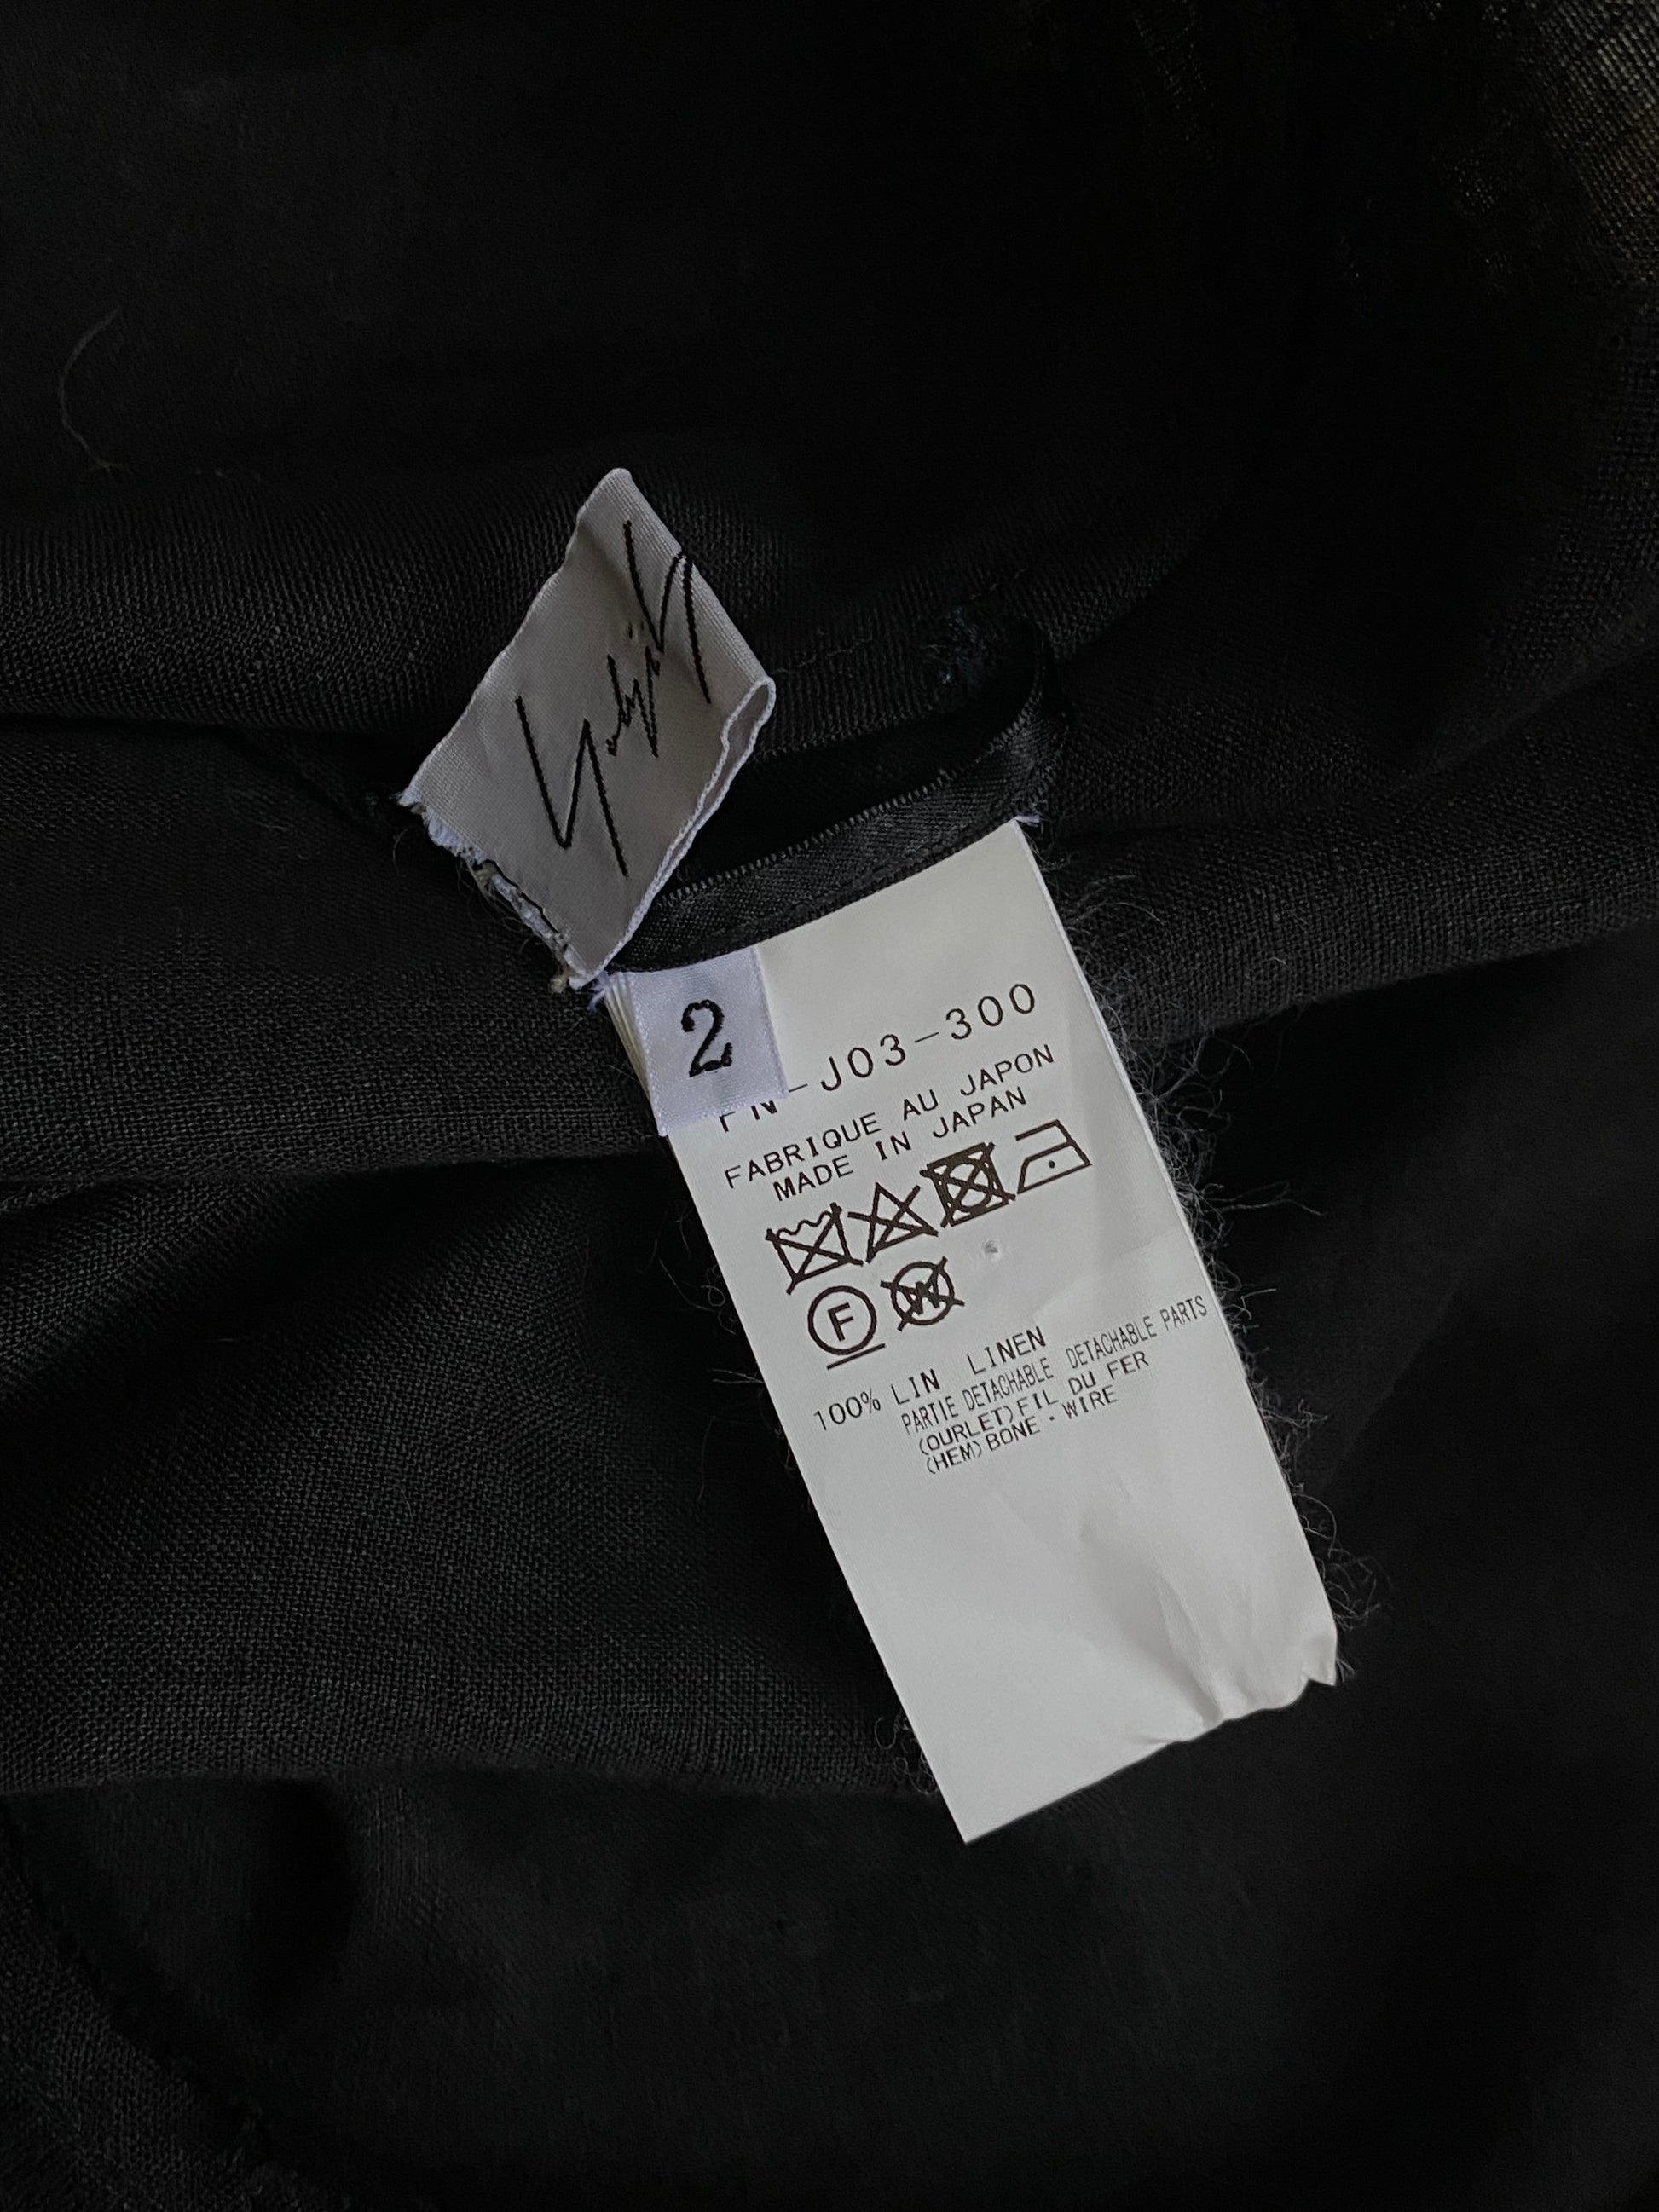 2
FN-J03-300
FABRIQUE AU JAPON
MADE IN JAPAN
F
W
100% LIN LINEN
PARTIE DETACHABLE DETACHABLE PARTS
(OURLET)FIL DU FER
(HEM)BONE・WIRE